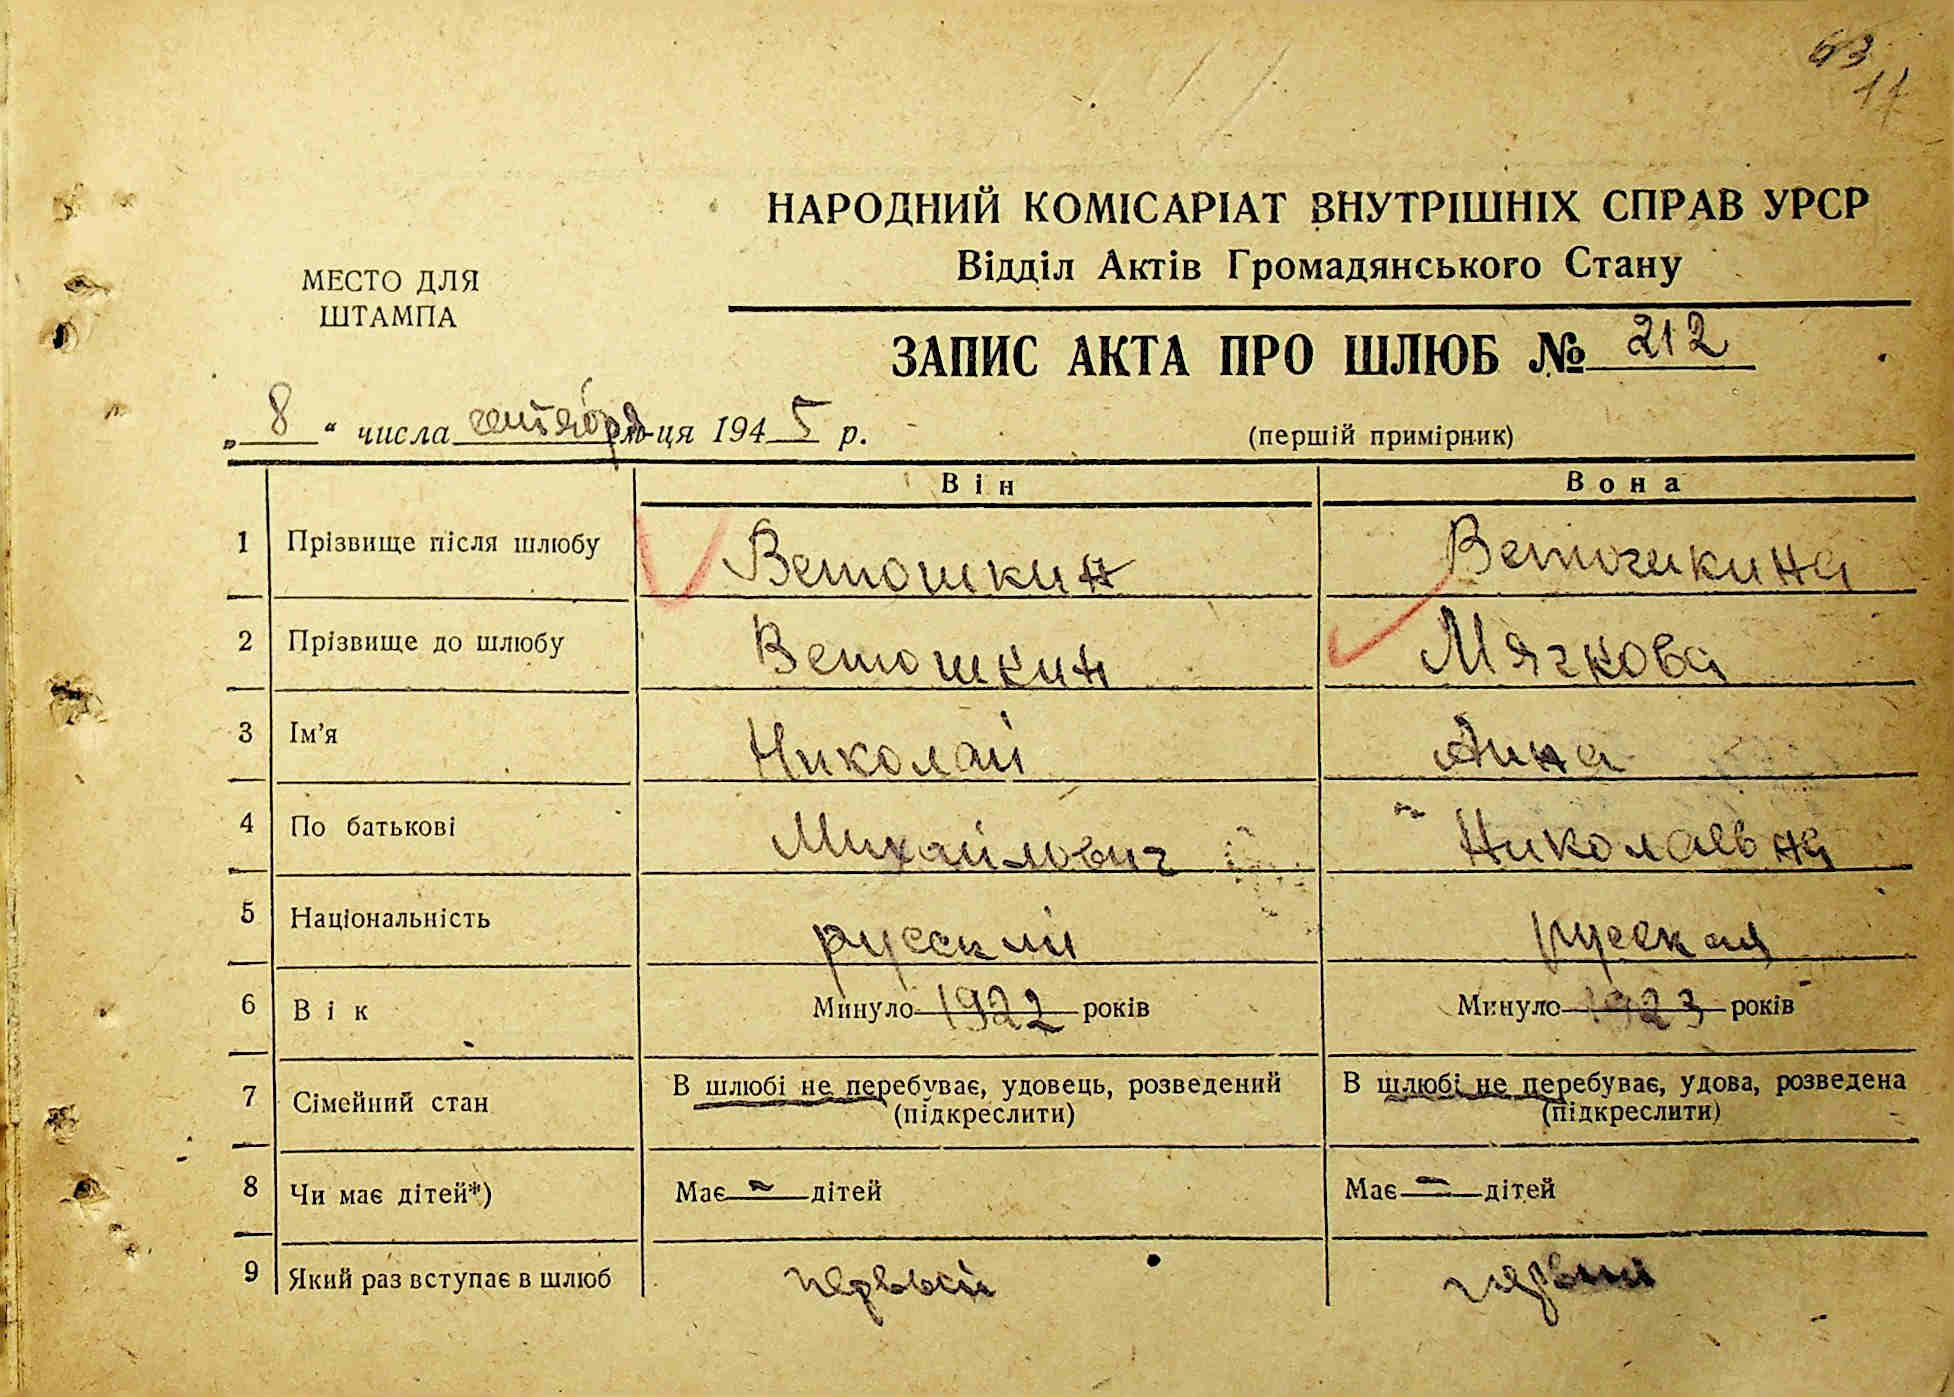 63
14
НАРОДНИЙ КОМІСАРІАТ ВНУТРІШНІХ СПРАВ УРСР
Відділ Актів Громадянського Стану
МЕСТО ДЛЯ
ШТАМПА
ЗАПИС АКТА ПРО ШЛЮБ № 212
„8“ числа сентября м-ця 1945 р.
(першій примірник)
Він Вона
1 Прізвище після шлюбу Ветошкин Ветошкина
2 Прізвище до шлюбу Ветошкин Мягкова
3 Ім'я Николай Анна
4 По батькові Михайлович Николаевна
5 Національність русский русская
6 Вік Минуло 1922 років Минуло 1923 років
7 Сімейний стан В шлюбі не перебуває, удовець, розведений В шлюбі не перебуває, удова, розведена
(підкреслити) (підкреслити)
8 Чи має дітей*) Має — дітей Має — дітей
9 Який раз вступає в шлюб первый первый